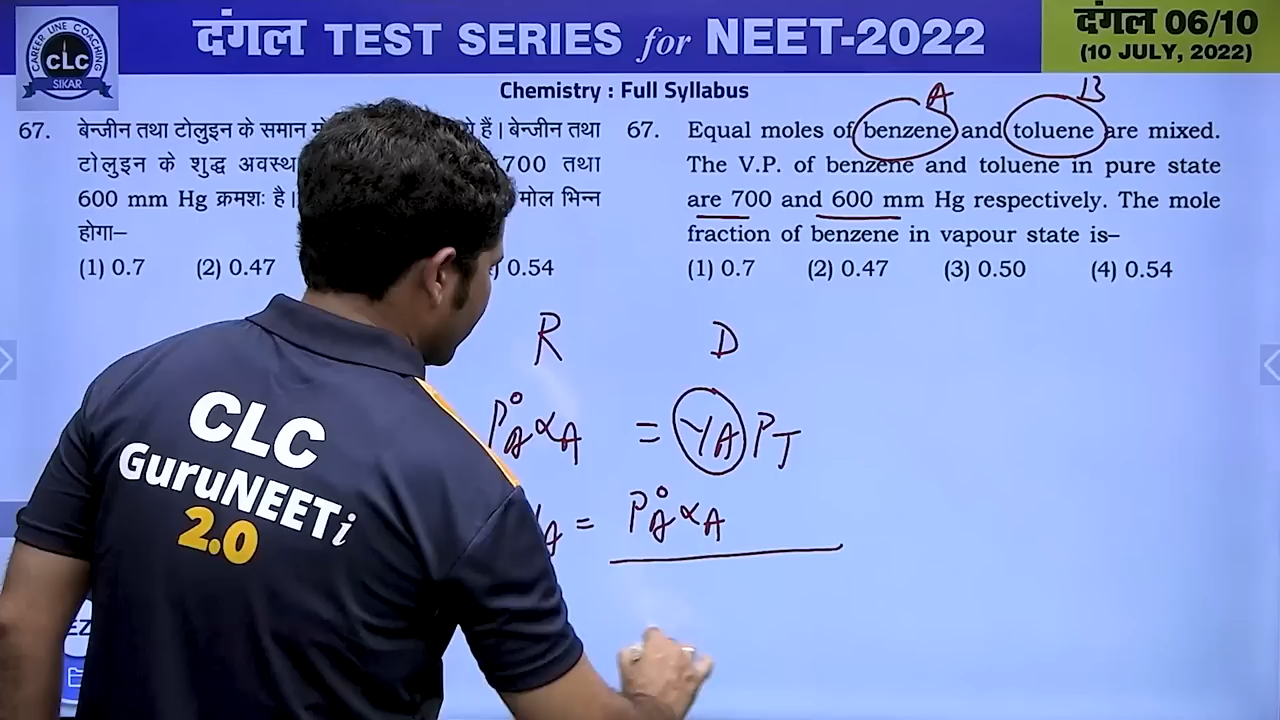 CAREER LINE COACHING
CLC
SIKAR
दंगल TEST SERIES for NEET-2022
दंगल 06/10
(10 JULY, 2022)
Chemistry : Full Syllabus
67. बेन्जीन तथा टोलुइन के समान हैं। बेन्जीन तथा
टोलुइन के शुद्ध 700 तथा
600 mm Hg क्रमशः है। मोल भिन्न
होगा–
(1) 0.7 (2) 0.47 0.54
A B
67. Equal moles of benzene and toluene are mixed.
The V.P. of benzene and toluene in pure state
are 700 and 600 mm Hg respectively. The mole
fraction of benzene in vapour state is–
(1) 0.7 (2) 0.47 (3) 0.50 (4) 0.54
R D
P°A xA = YA PT
A = P°A xA
CLC
GuruNEETi
2.0